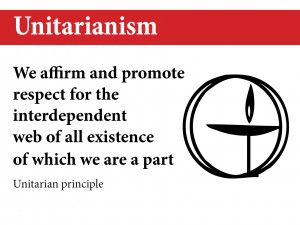 Unitarianism
We affirm and promote
respect for the
interdependent
web of all existence
of which we are a part
Unitarian principle